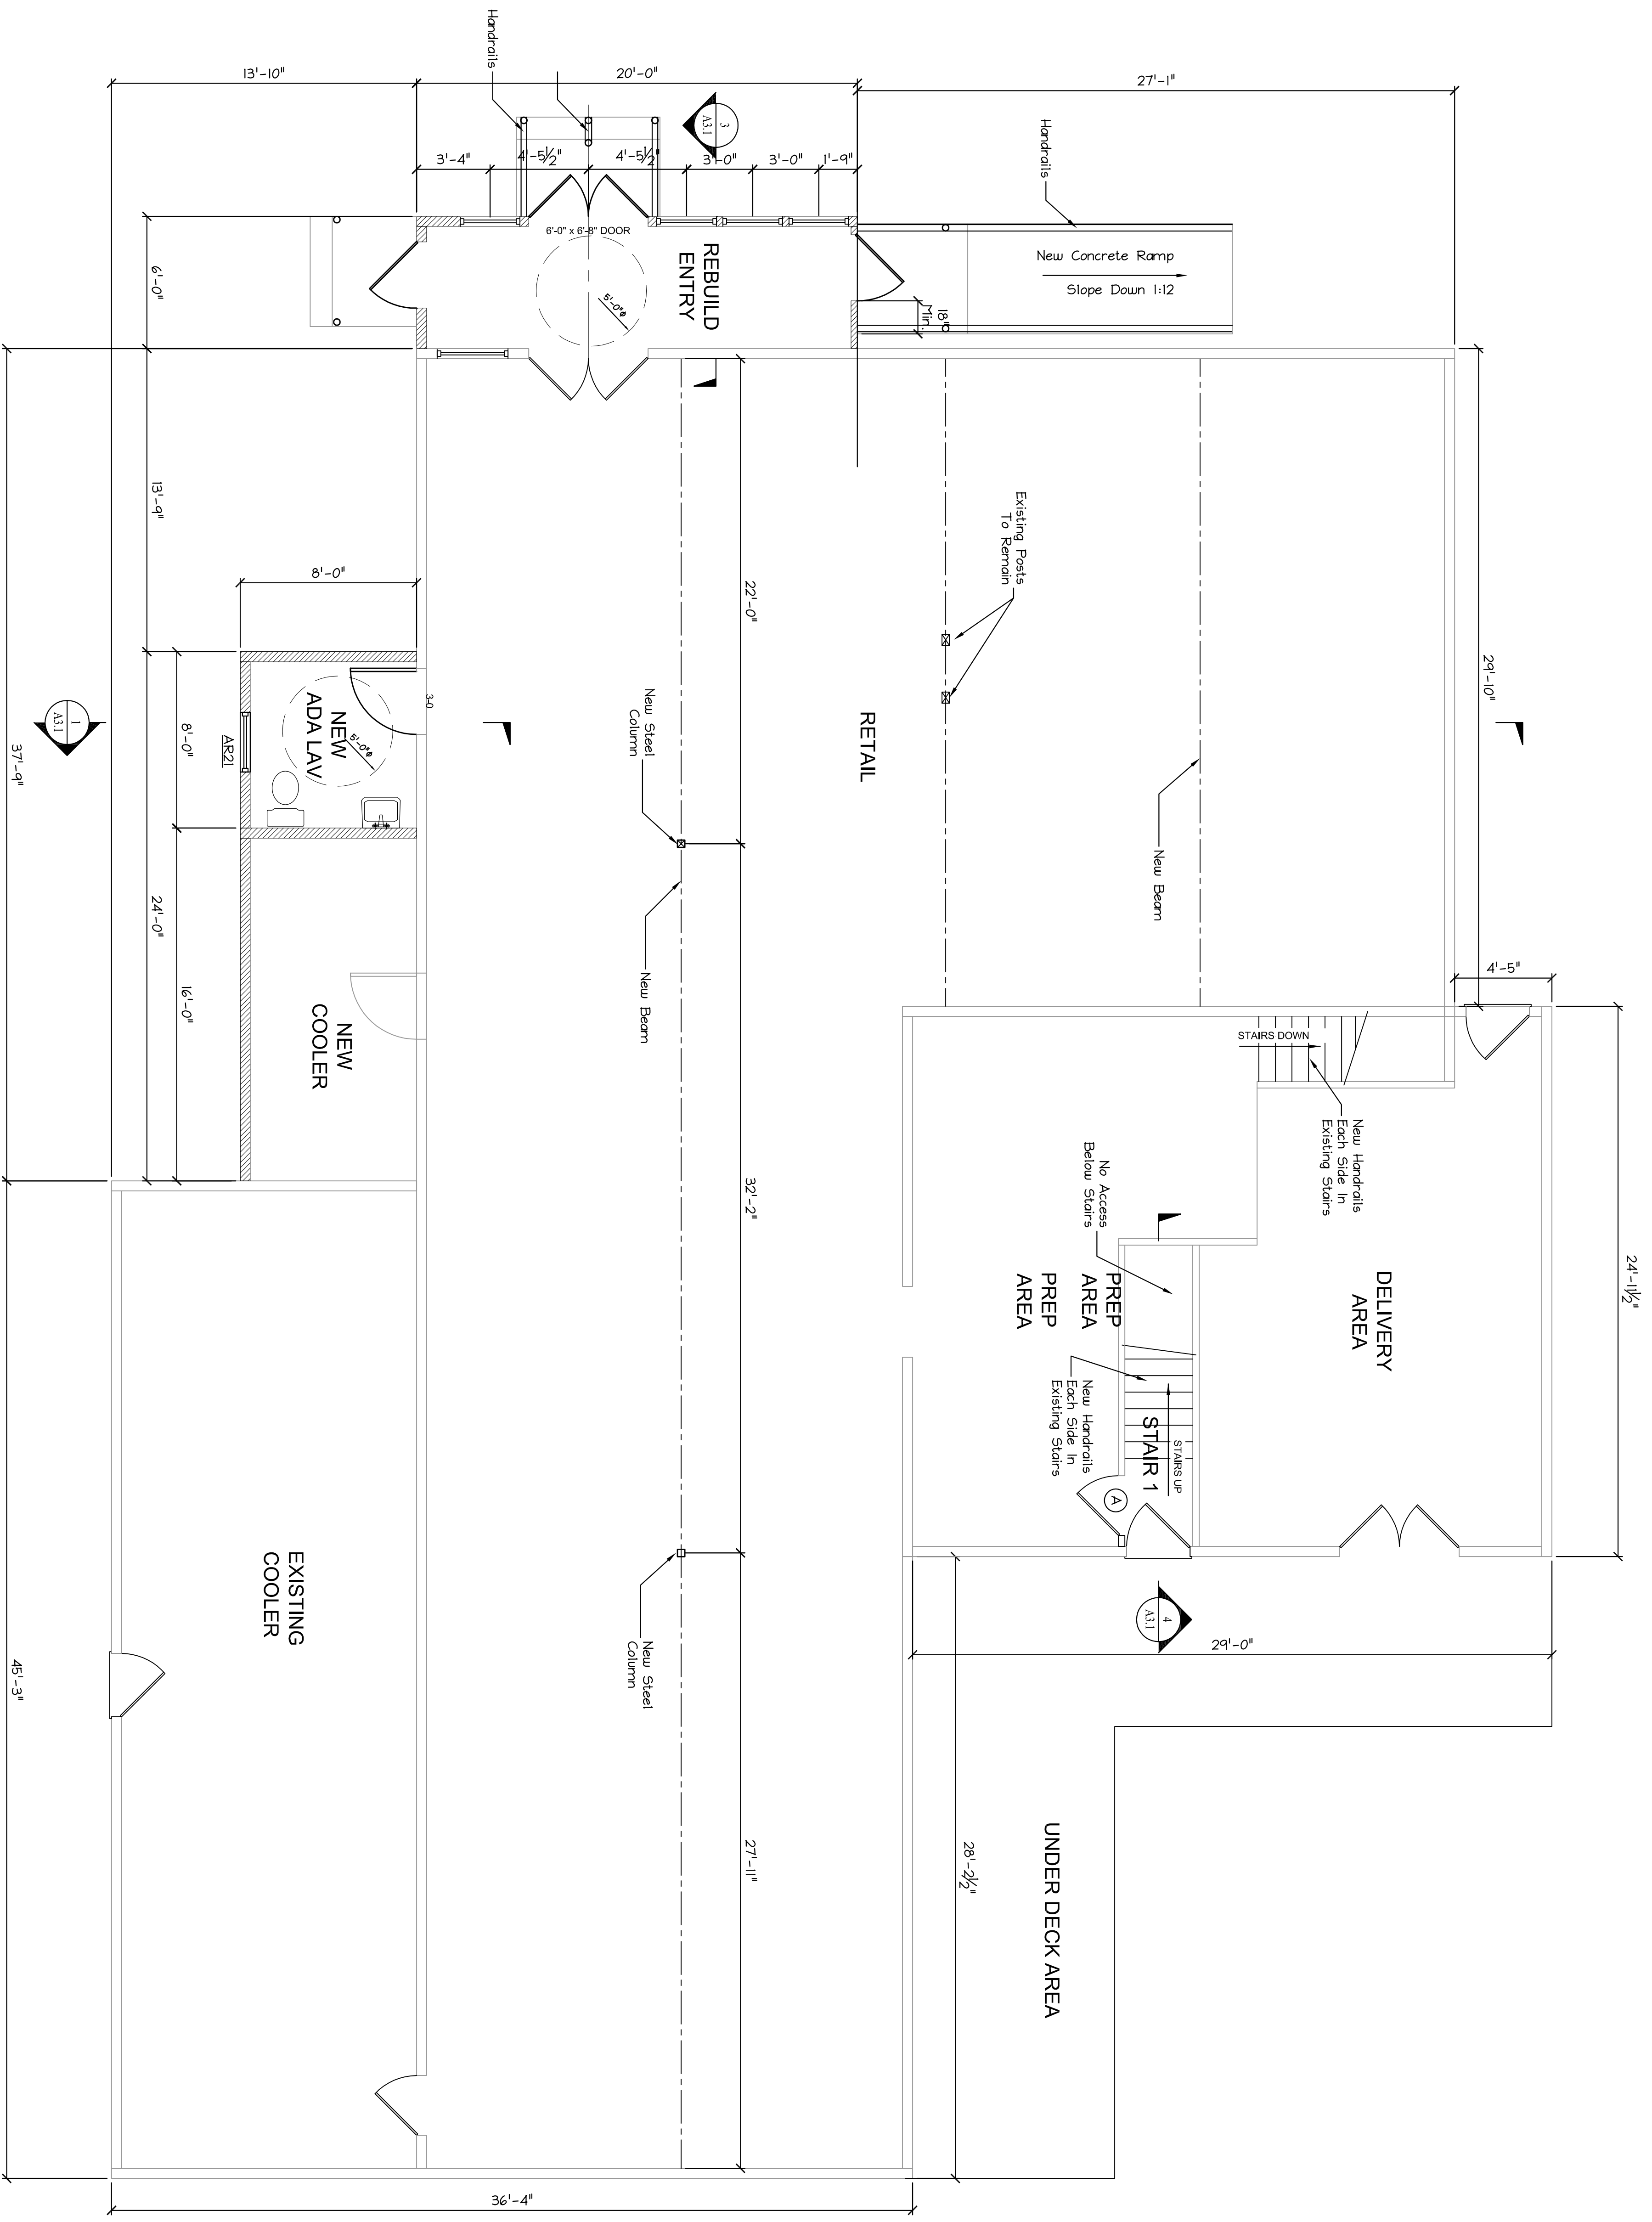 Handrails
13'-10"
20'-0"
27'-1"
3
A3.1
Handrails
3'-4"
4'-5½"
4'-5½"
3'-0"
3'-0"
1'-9"
6'-0" x 6'-8" DOOR
REBUILD
ENTRY
5'-0"Φ
New Concrete Ramp
Slope Down 1:12
18"
Min.
6'-0"
13'-9"
8'-0"
22'-0"
Existing Posts
To Remain
29'-10"
3-0
NEW
ADA LAV
5'-0"Φ
AR21
8'-0"
1
A3.1
37'-9"
New Steel
Column
RETAIL
New Beam
24'-0"
16'-0"
New Beam
NEW
COOLER
4'-5"
STAIRS DOWN
New Handrails
Each Side In
Existing Stairs
No Access
Below Stairs
32'-2"
24'-11½"
PREP
AREA
PREP
AREA
DELIVERY
AREA
New Handrails
Each Side In
Existing Stairs
STAIR 1
STAIRS UP
A
EXISTING
COOLER
New Steel
Column
4
A3.1
29'-0"
45'-3"
27'-11"
28'-2½"
UNDER DECK AREA
36'-4"